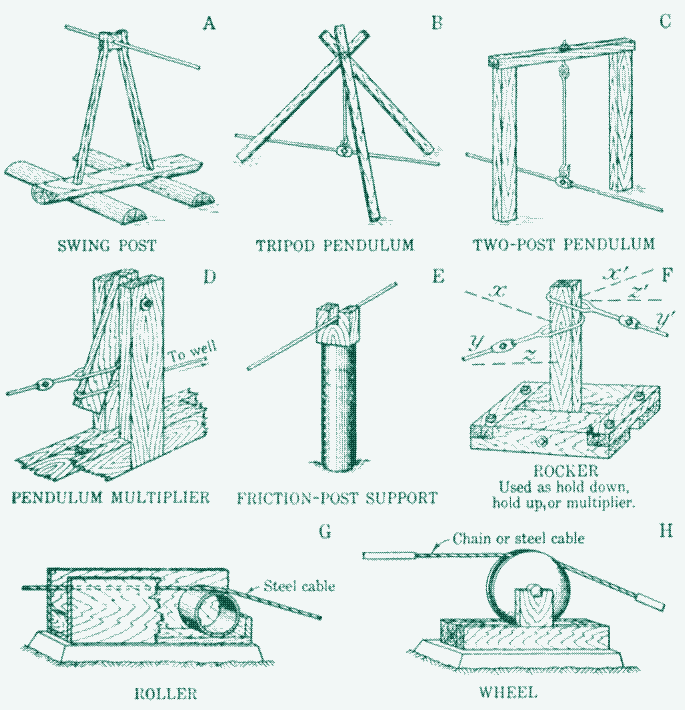 A
B
C
SWING POST
TRIPOD PENDULUM
TWO-POST PENDULUM
D
E
F
To well
x
x'
z'
y
y'
z
PENDULUM MULTIPLIER
FRICTION-POST SUPPORT
ROCKER
Used as hold down,
hold up, or multiplier.
G
H
Steel cable
Chain or steel cable
ROLLER
WHEEL